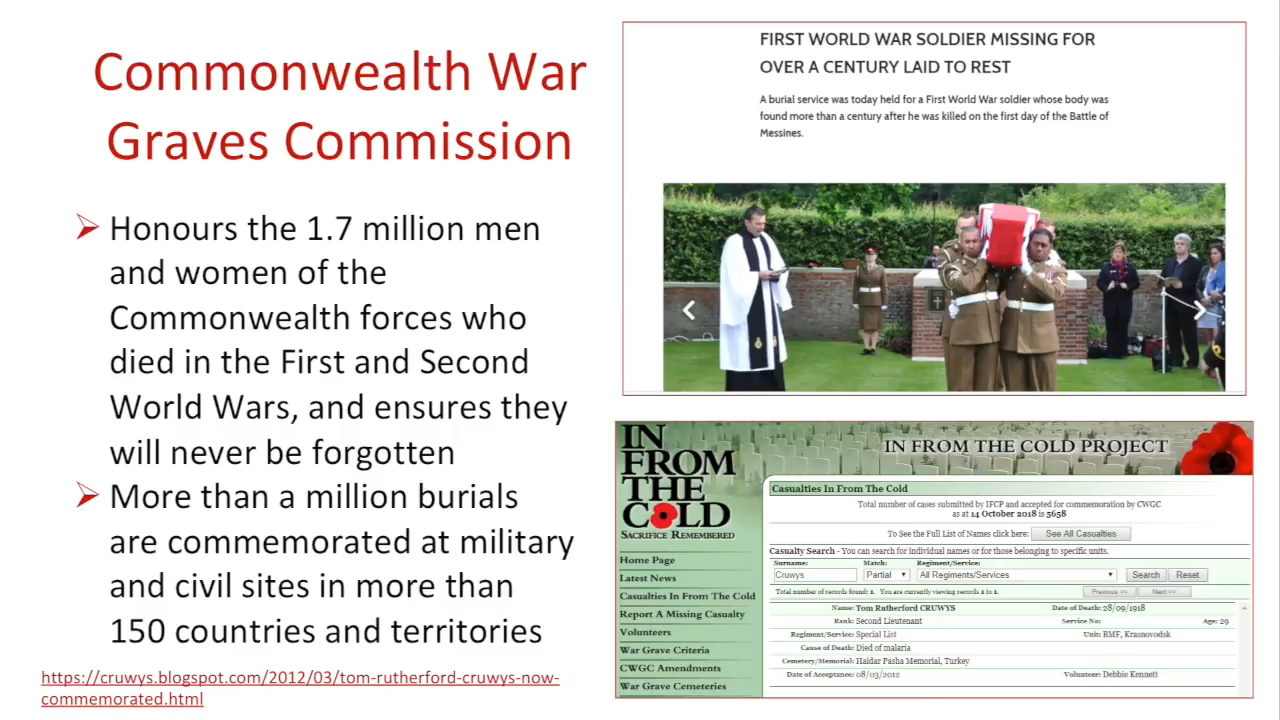 Commonwealth War
Graves Commission
Honours the 1.7 million men
and women of the
Commonwealth forces who
died in the First and Second
World Wars, and ensures they
will never be forgotten
More than a million burials
are commemorated at military
and civil sites in more than
150 countries and territories
https://cruwys.blogspot.com/2012/03/tom-rutherford-cruwys-now-
commemorated.html
FIRST WORLD WAR SOLDIER MISSING FOR
OVER A CENTURY LAID TO REST
A burial service was today held for a First World War soldier whose body was
found more than a century after he was killed on the first day of the Battle of
Messines.
IN
FROM
THE
COLD
SACRIFICE REMEMBERED
IN FROM THE COLD PROJECT
Home Page
Latest News
Casualties In From The Cold
Report A Missing Casualty
Volunteers
War Grave Criteria
CWGC Amendments
War Grave Cemeteries
Casualties In From The Cold
Total number of cases submitted by IFCP and accepted for commemoration by CWGC
as at 14 October 2018 is 5658
To See the Full List of Names click here: See All Casualties
Casualty Search - You can search for individual names or for those belonging to specific units.
Surname: Match: Regiment/Service:
Cruwys Partial All Regiments/Services Search Reset
Total number of records found: 1. You are currently viewing records 1 to 1. Previous << Next >>
Name: Tom Rutherford CRUWYS Date of Death: 28/09/1918
Rank: Second Lieutenant Service No: Age: 29
Regiment/Service: Special List Unit: BMF, Krasnovodsk
Cause of Death: Died of malaria
Cemetery/Memorial: Haidar Pasha Memorial, Turkey
Date of Acceptance: 08/03/2012 Volunteer: Debbie Kennett